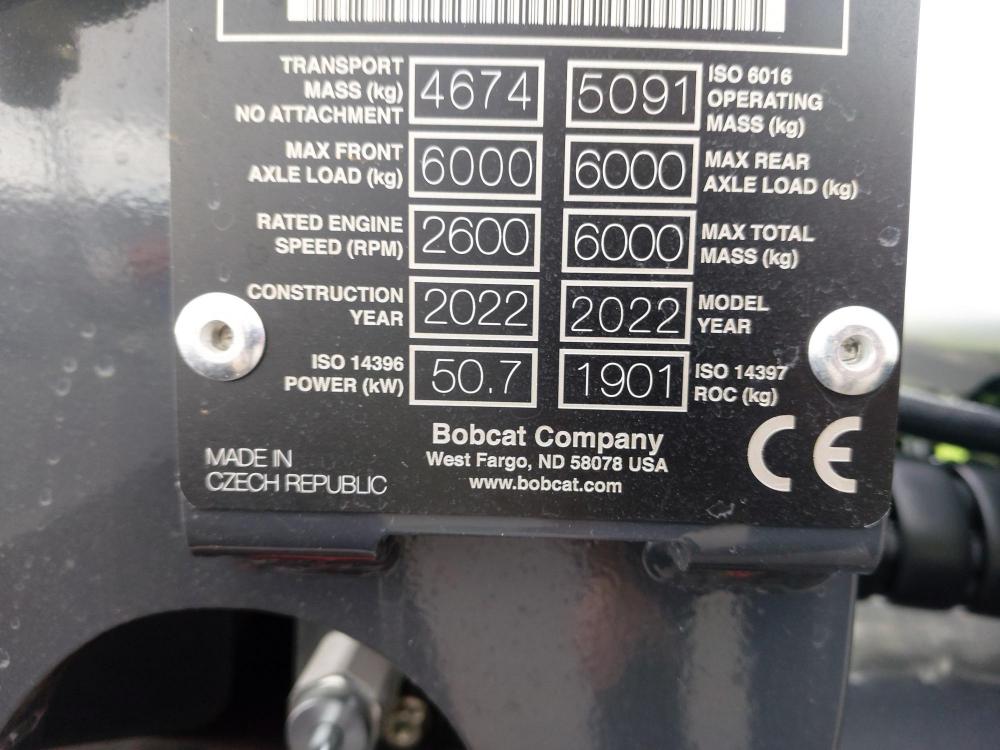 TRANSPORT
MASS (kg)
NO ATTACHMENT
4674
5091
ISO 6016
OPERATING
MASS (kg)
MAX FRONT
AXLE LOAD (kg)
6000
6000
MAX REAR
AXLE LOAD (kg)
RATED ENGINE
SPEED (RPM)
2600
6000
MAX TOTAL
MASS (kg)
CONSTRUCTION
YEAR
2022
2022
MODEL
YEAR
ISO 14396
POWER (kW)
50.7
1901
ISO 14397
ROC (kg)
MADE IN
CZECH REPUBLIC
Bobcat Company
West Fargo, ND 58078 USA
www.bobcat.com
CE